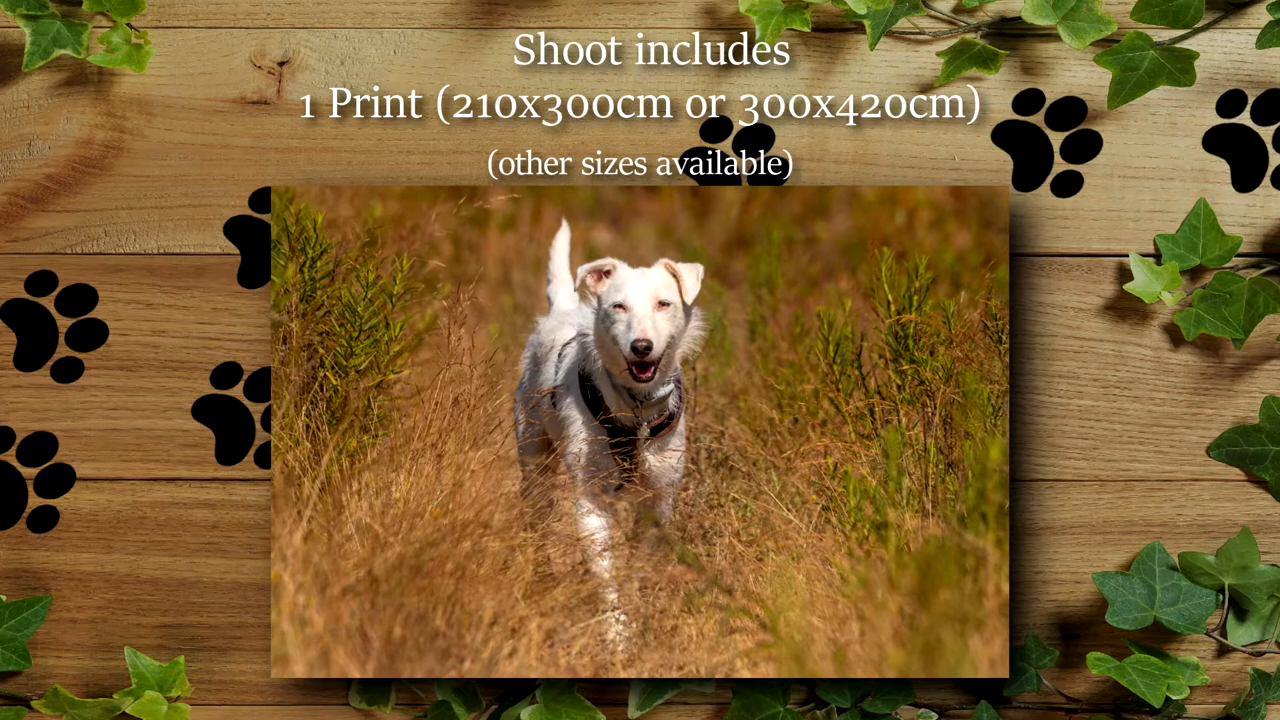 Shoot includes
1 Print (210x300cm or 300x420cm)
(other sizes available)